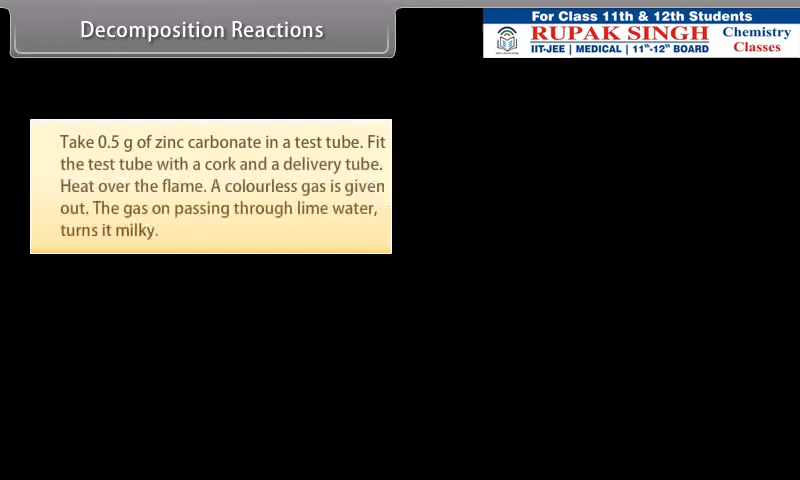 Decomposition Reactions
For Class 11th & 12th Students
RUPAK SINGH
IIT-JEE | MEDICAL | 11th-12th BOARD
Chemistry
Classes
Take 0.5 g of zinc carbonate in a test tube. Fit
the test tube with a cork and a delivery tube.
Heat over the flame. A colourless gas is given
out. The gas on passing through lime water,
turns it milky.